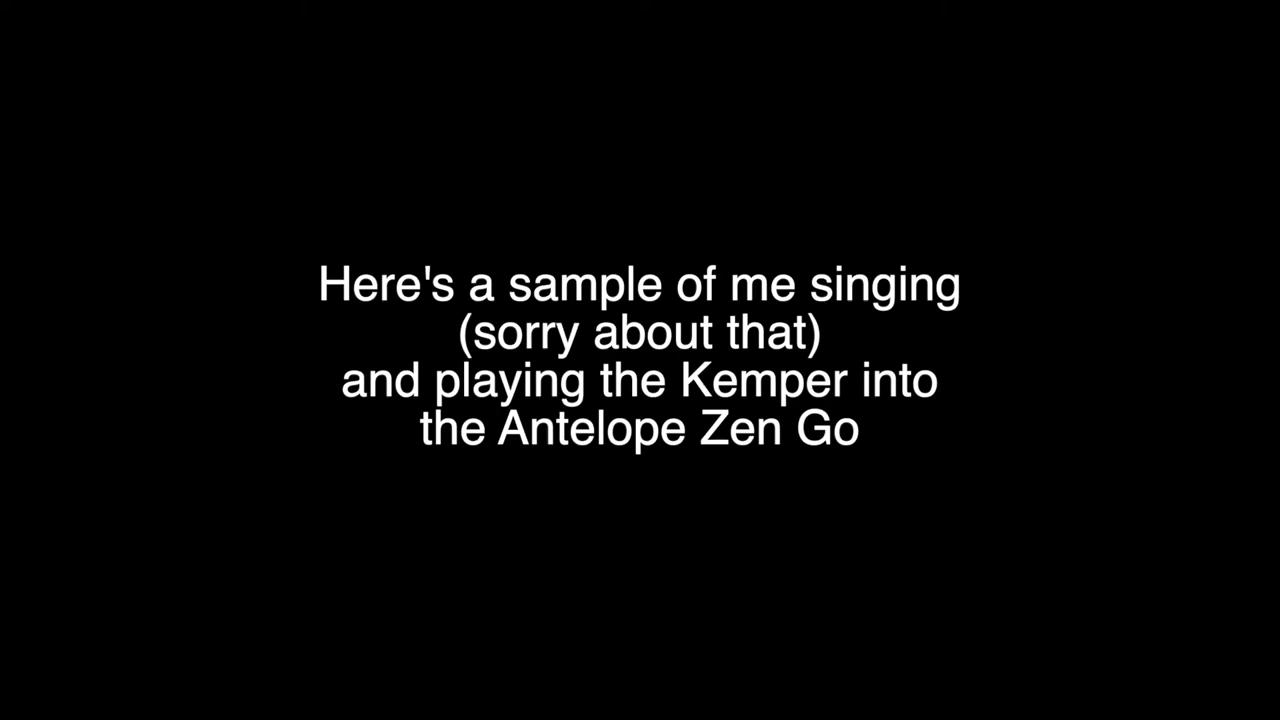 Here's a sample of me singing
(sorry about that)
and playing the Kemper into
the Antelope Zen Go